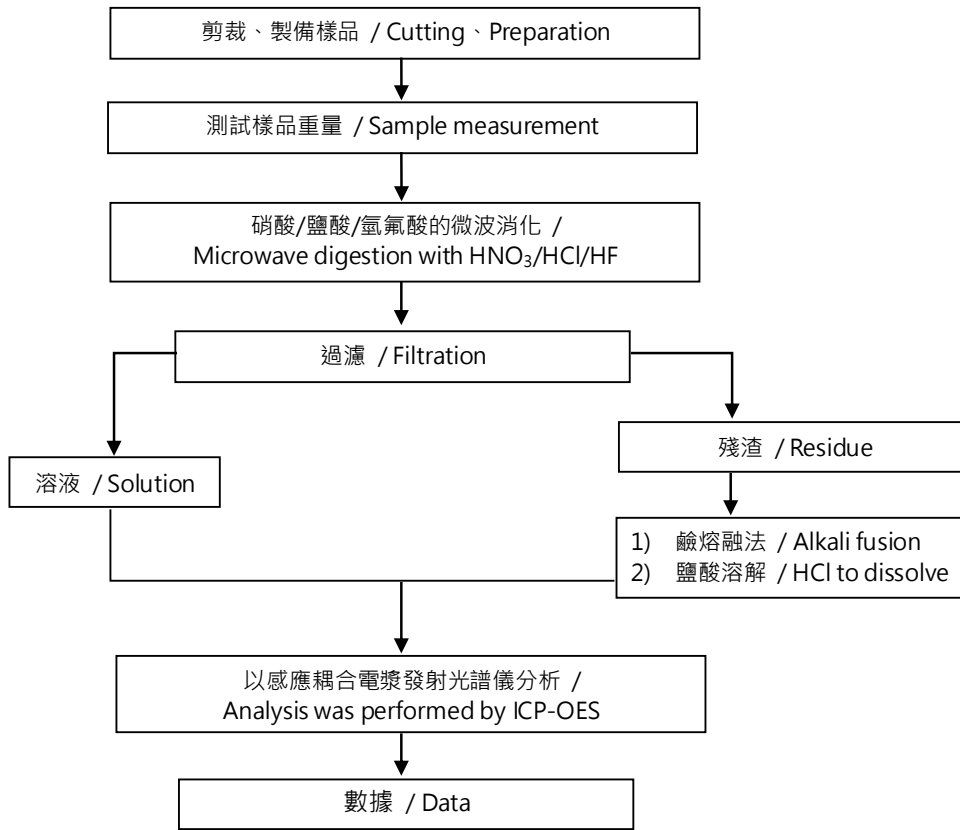 剪裁、製備樣品 / Cutting、Preparation
測試樣品重量 / Sample measurement
硝酸/鹽酸/氫氟酸的微波消化 /
Microwave digestion with HNO₃/HCl/HF
過濾 / Filtration
溶液 / Solution
殘渣 / Residue
1) 鹼熔融法 / Alkali fusion
2) 鹽酸溶解 / HCl to dissolve
以感應耦合電漿發射光譜儀分析 /
Analysis was performed by ICP-OES
數據 / Data